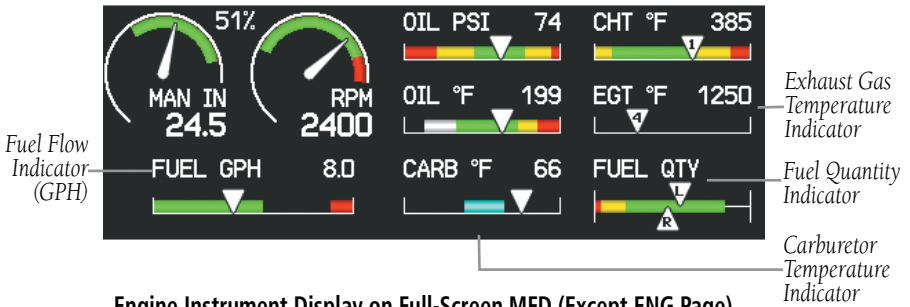 51%
OIL PSI 74
CHT °F 385
1
MAN IN
24.5
RPM
2400
OIL °F 199
EGT °F 1250
4
Exhaust Gas
Temperature
Indicator
Fuel Flow
Indicator
(GPH)
FUEL GPH 8.0
CARB °F 66
FUEL QTY
L
R
Fuel Quantity
Indicator
Carburetor
Temperature
Indicator
Engine Instrument Display on Full-Screen MFD (Except ENG Page)